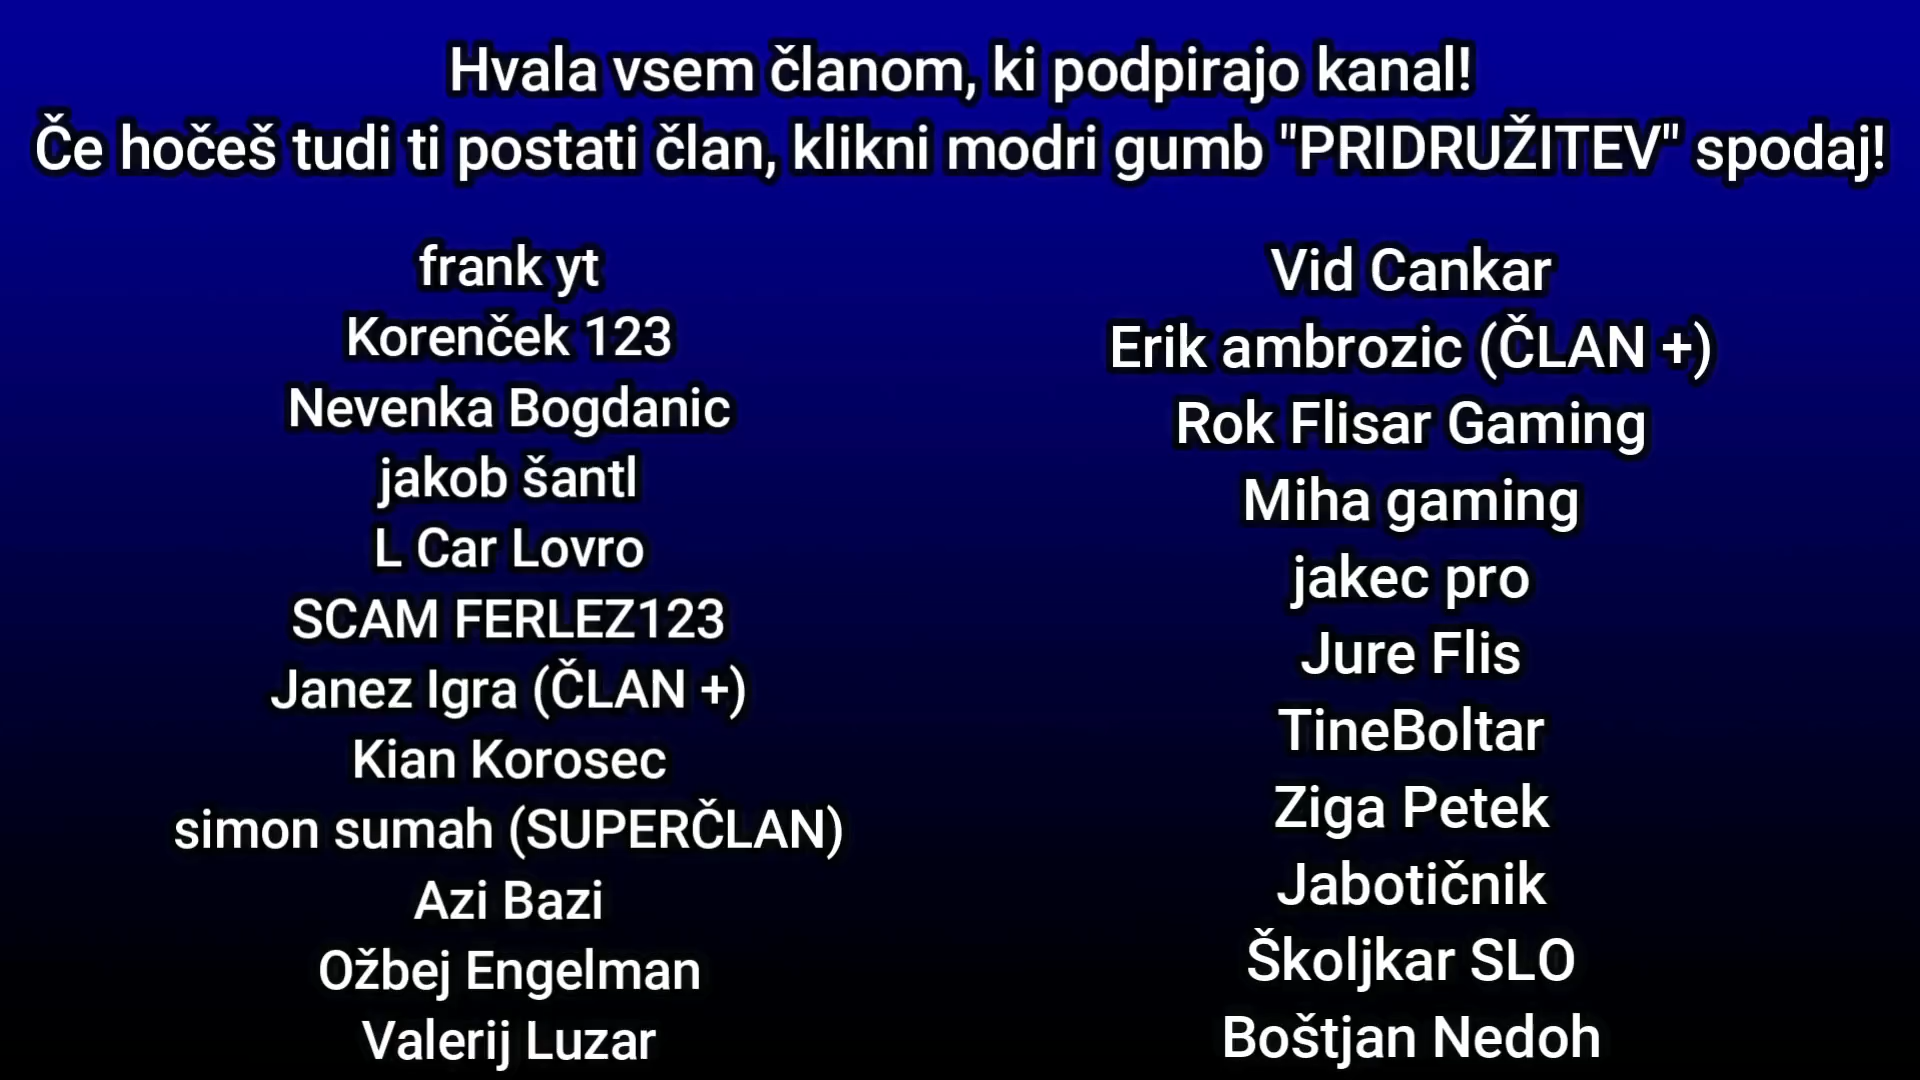 Hvala vsem članom, ki podpirajo kanal!
Če hočeš tudi ti postati član, klikni modri gumb "PRIDRUŽITEV" spodaj!
frank yt
Korenček 123
Nevenka Bogdanic
jakob šantl
L Car Lovro
SCAM FERLEZ123
Janez Igra (ČLAN +)
Kian Korosec
simon sumah (SUPERČLAN)
Azi Bazi
Ožbej Engelman
Valerij Luzar
Vid Cankar
Erik ambrozic (ČLAN +)
Rok Flisar Gaming
Miha gaming
jakec pro
Jure Flis
TineBoltar
Ziga Petek
Jabotičnik
Školjkar SLO
Boštjan Nedoh